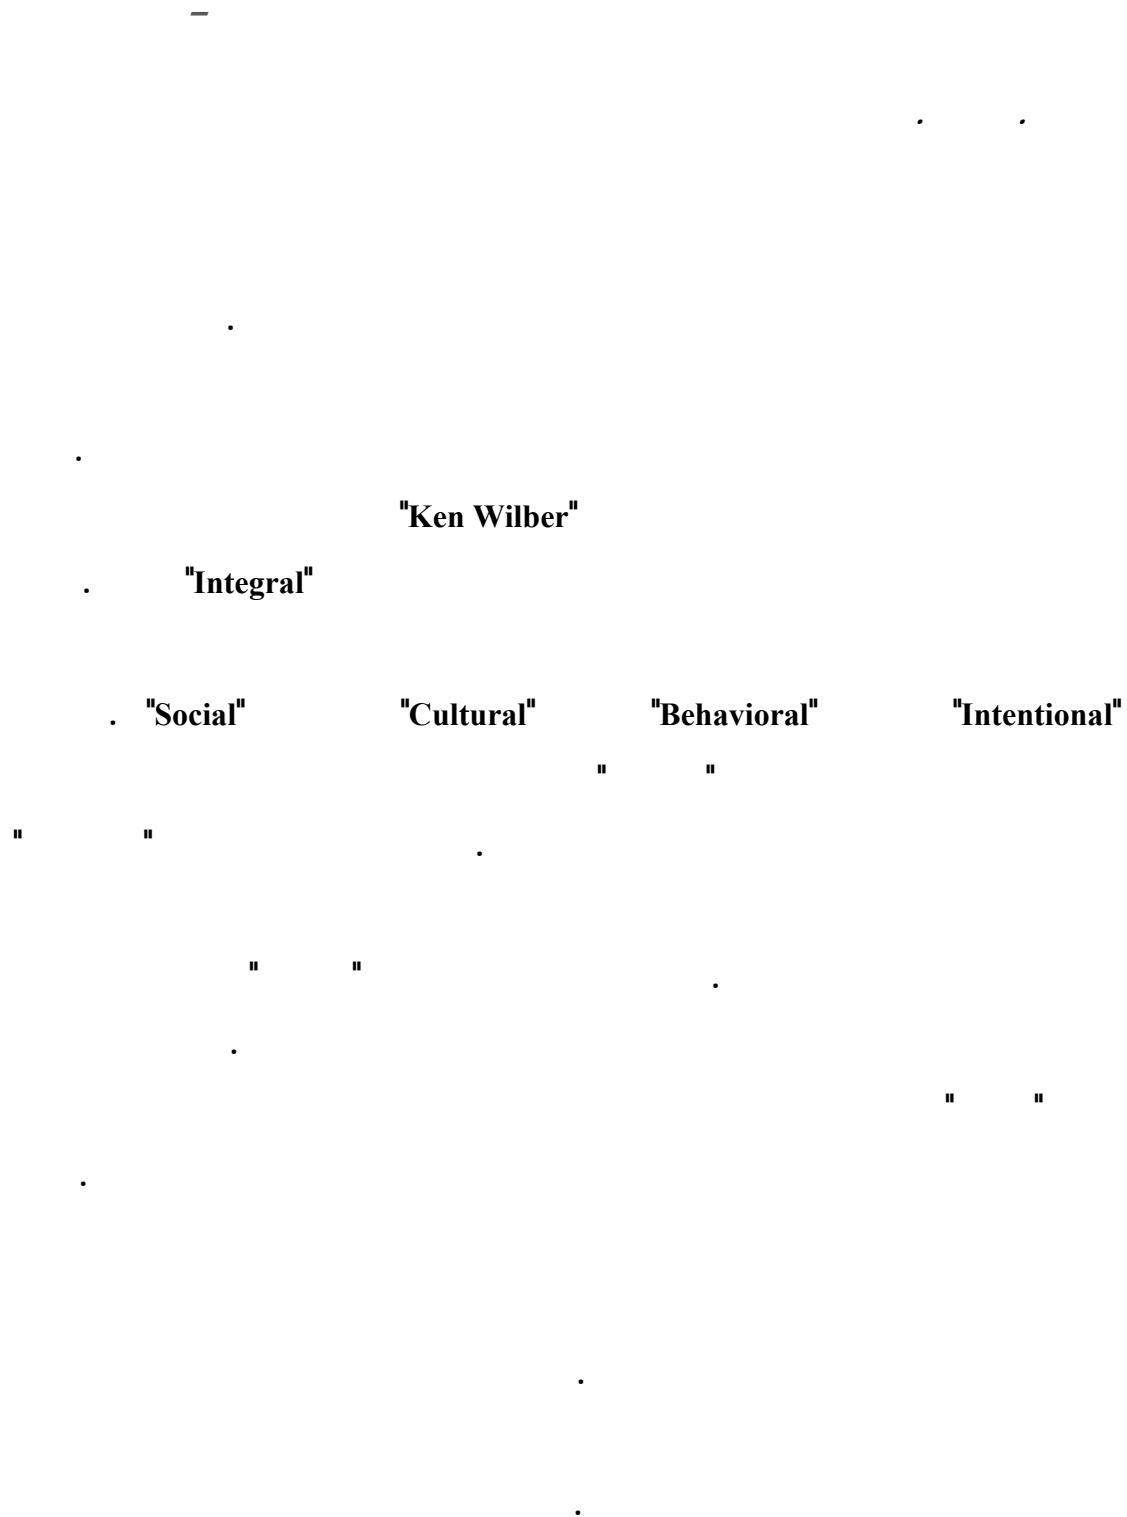 –
. .
.
.
"Ken Wilber"
"Integral" .
"Intentional" "Behavioral" "Cultural" "Social" .
" "
. " "
. " "
.
" "
.
.
.